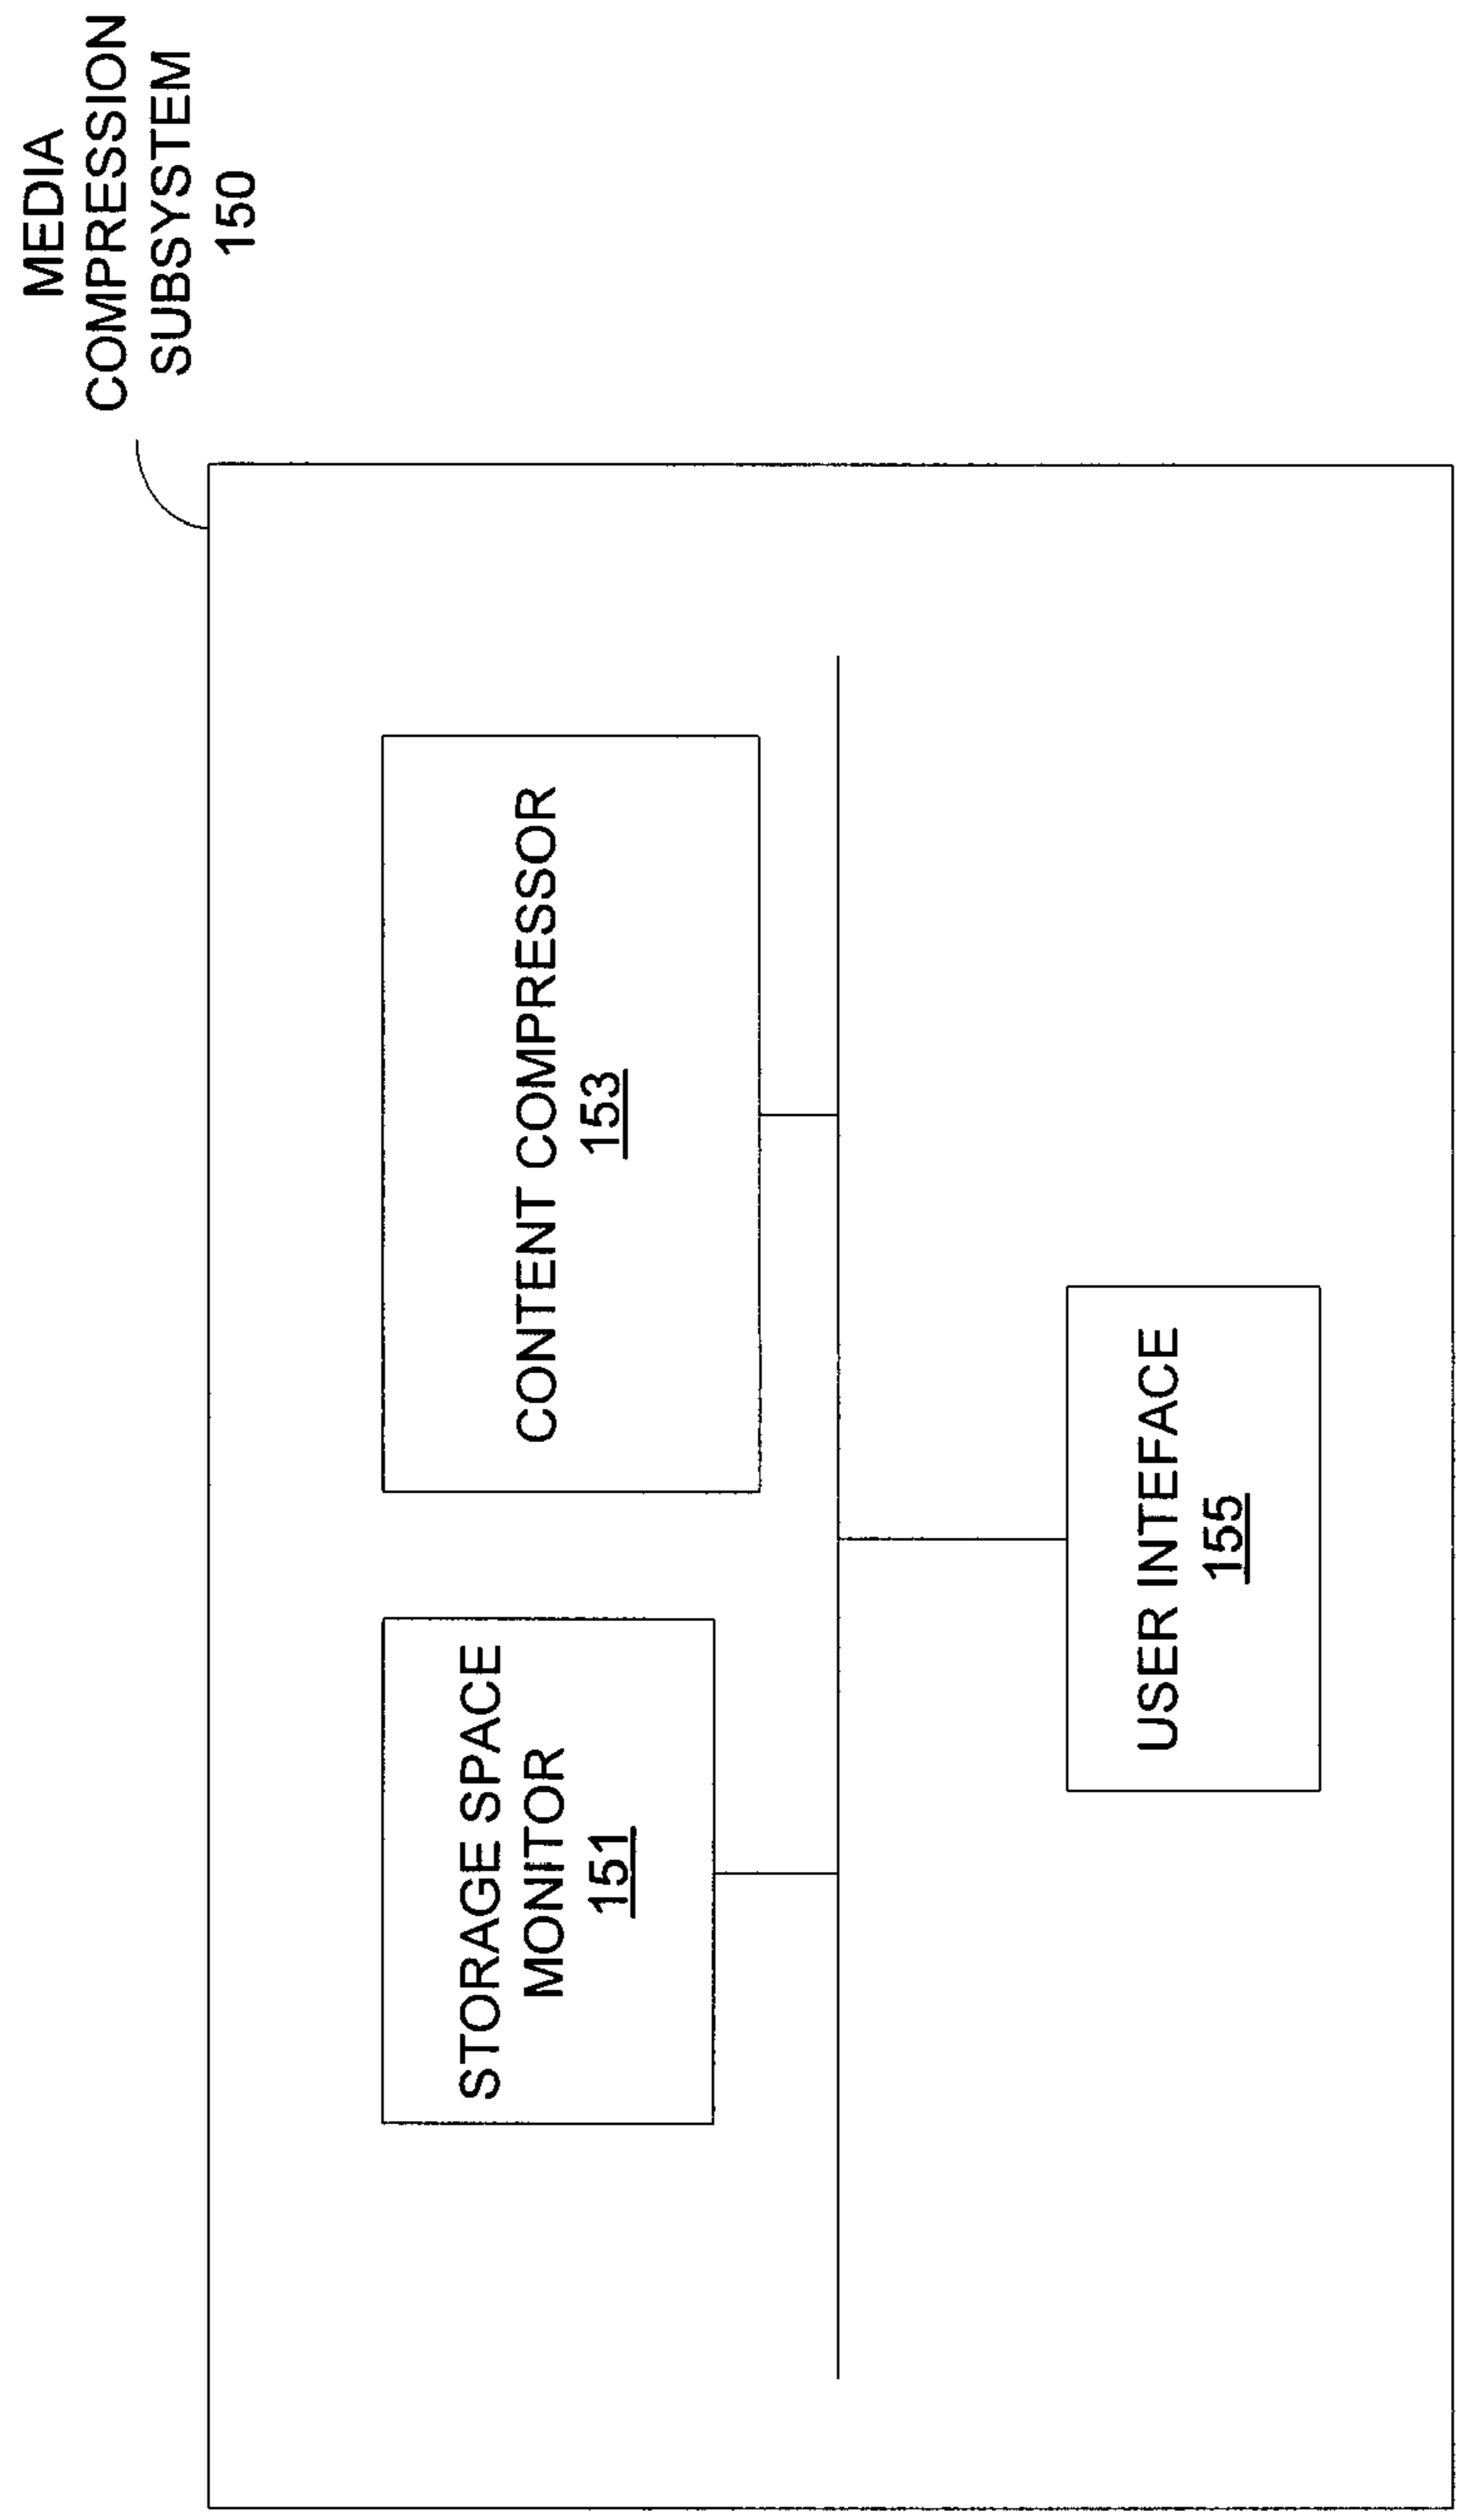 MEDIA
COMPRESSION
SUBSYSTEM
150
STORAGE SPACE
MONITOR
151
CONTENT COMPRESSOR
153
USER INTEFACE
155